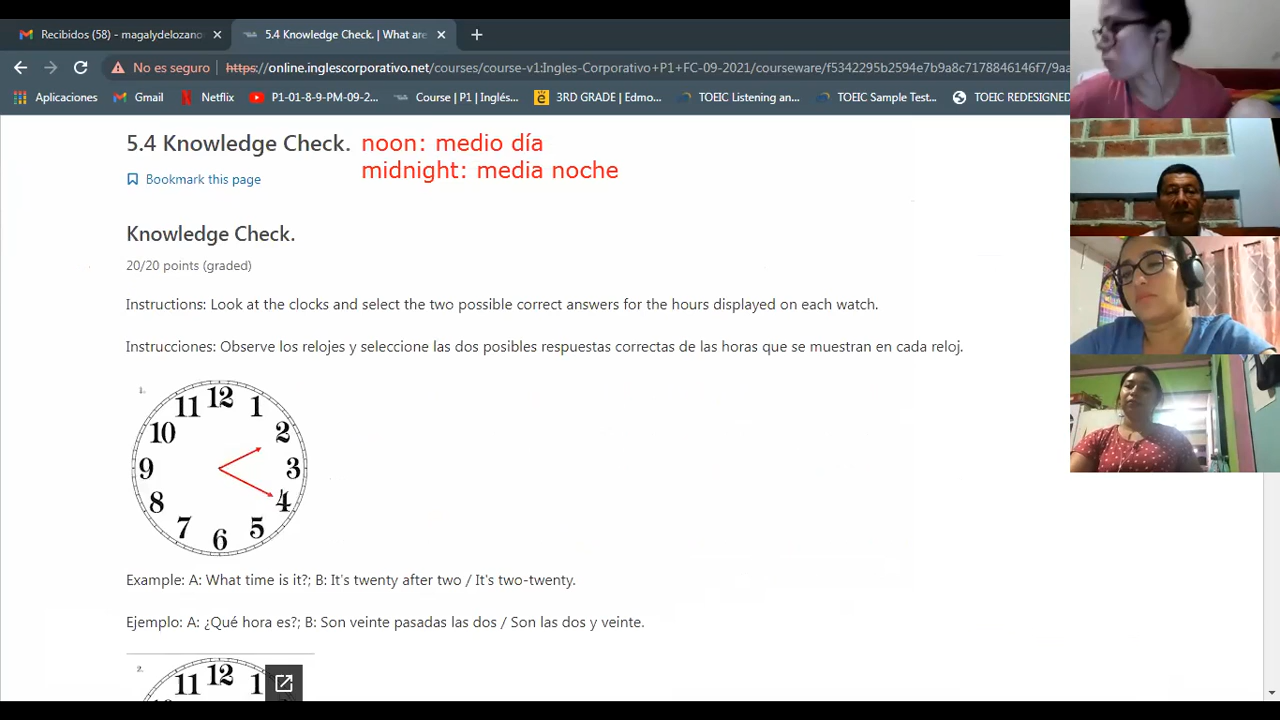 Recibidos (58) - magalydelozano
5.4 Knowledge Check. | What are
No es seguro
https://online.inglescorporativo.net/courses/course-v1:Ingles-Corporativo+P1+FC-09-2021/courseware/f5342295b2594e7b9a8c7178846146f7/9aa
Aplicaciones
Gmail
Netflix
P1-01-8-9-PM-09-2...
Course | P1 | Inglés...
3RD GRADE | Edmo...
TOEIC Listening an...
TOEIC Sample Test...
TOEIC REDESIGNED
5.4 Knowledge Check.
noon: medio día
midnight: media noche
Bookmark this page
Knowledge Check.
20/20 points (graded)
Instructions: Look at the clocks and select the two possible correct answers for the hours displayed on each watch.
Instrucciones: Observe los relojes y seleccione las dos posibles respuestas correctas de las horas que se muestran en cada reloj.
1.
12
11 1
10 2
9 3
8 4
7 5
6
Example: A: What time is it?; B: It's twenty after two / It's two-twenty.
Ejemplo: A: ¿Qué hora es?; B: Son veinte pasadas las dos / Son las dos y veinte.
2.
12
11 1